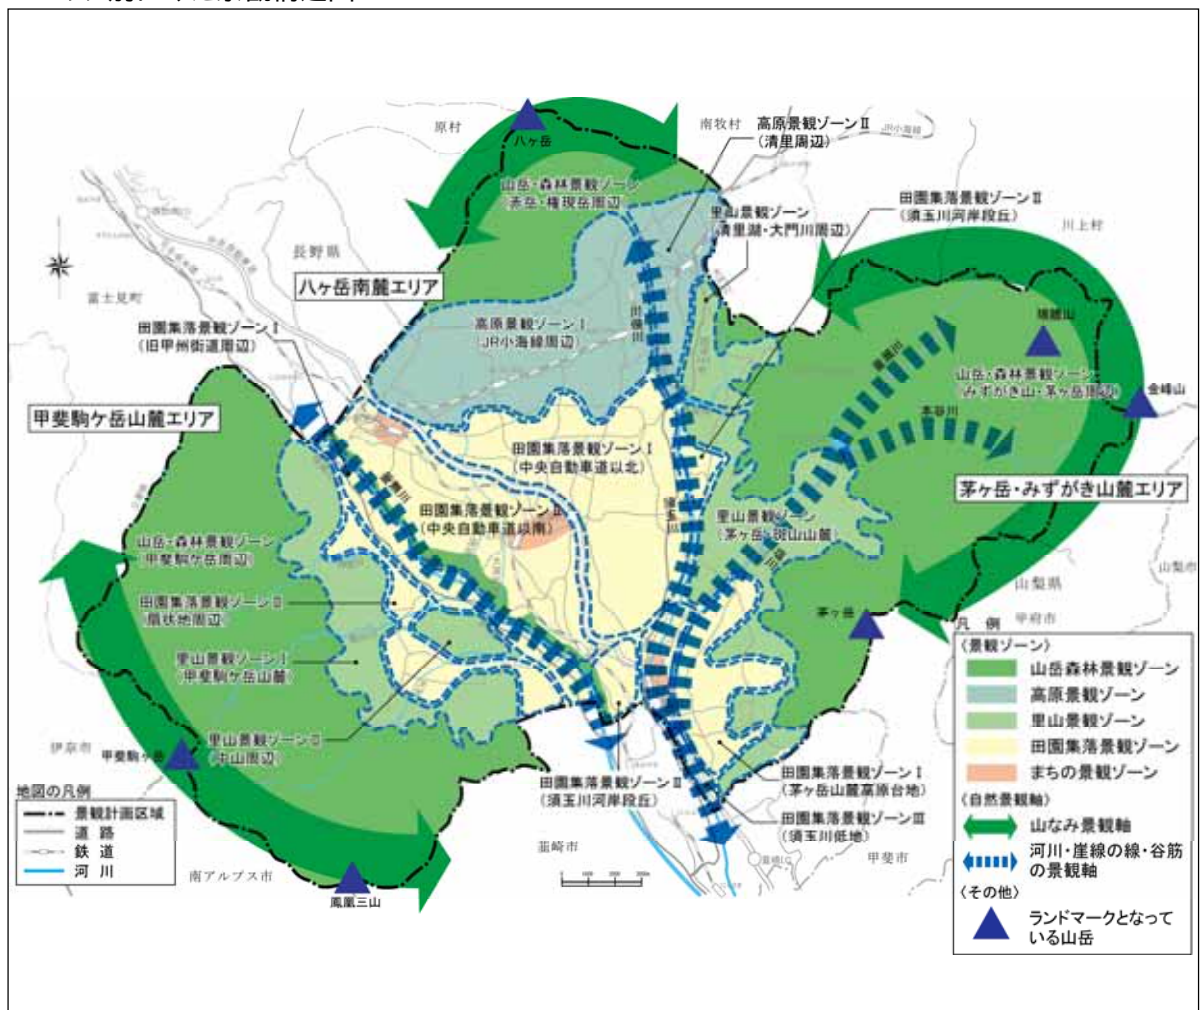 原村
八ヶ岳
南牧村
高原景観ゾーンⅡ
(清里周辺)
JR小海線
山岳・森林景観ゾーン
(赤岳・権現岳周辺)
田園集落景観ゾーンⅡ
(須玉川河岸段丘)
里山景観ゾーン
(清里湖・大門川周辺)
川上村
長野県
八ヶ岳南麓エリア
富士見町
田園集落景観ゾーンⅠ
(旧甲州街道周辺)
高原景観ゾーンⅠ
(JR小海線周辺)
瑞牆山
山岳・森林景観ゾーン
(みずがき山・茅ヶ岳周辺)
金峰山
甲斐駒ケ岳山麓エリア
本谷川
田園集落景観ゾーンⅠ
(中央自動車道以北)
茅ヶ岳・みずがき山麓エリア
田園集落景観ゾーンⅡ
(中央自動車道以南)
須玉川
里山景観ゾーン
(茅ヶ岳・斑山山麓)
塩川
山岳・森林景観ゾーン
(甲斐駒ケ岳周辺)
田園集落景観ゾーンⅢ
(扇状地周辺)
里山景観ゾーンⅠ
(甲斐駒ケ岳山麓)
里山景観ゾーンⅡ
(中山周辺)
山梨県
山梨市
甲府市
茅ヶ岳
伊奈市
甲斐駒ヶ岳
田園集落景観ゾーンⅡ
(須玉川河岸段丘)
田園集落景観ゾーンⅠ
(茅ヶ岳山麓高原台地)
田園集落景観ゾーンⅢ
(須玉川低地)
韮崎市
甲斐市
南アルプス市
鳳凰三山
地図の凡例
景観計画区域
道路
鉄道
河川
凡例
〈景観ゾーン〉
山岳森林景観ゾーン
高原景観ゾーン
里山景観ゾーン
田園集落景観ゾーン
まちの景観ゾーン
〈自然景観軸〉
山なみ景観軸
河川・崖線の線・谷筋
の景観軸
〈その他〉
ランドマークとなって
いる山岳